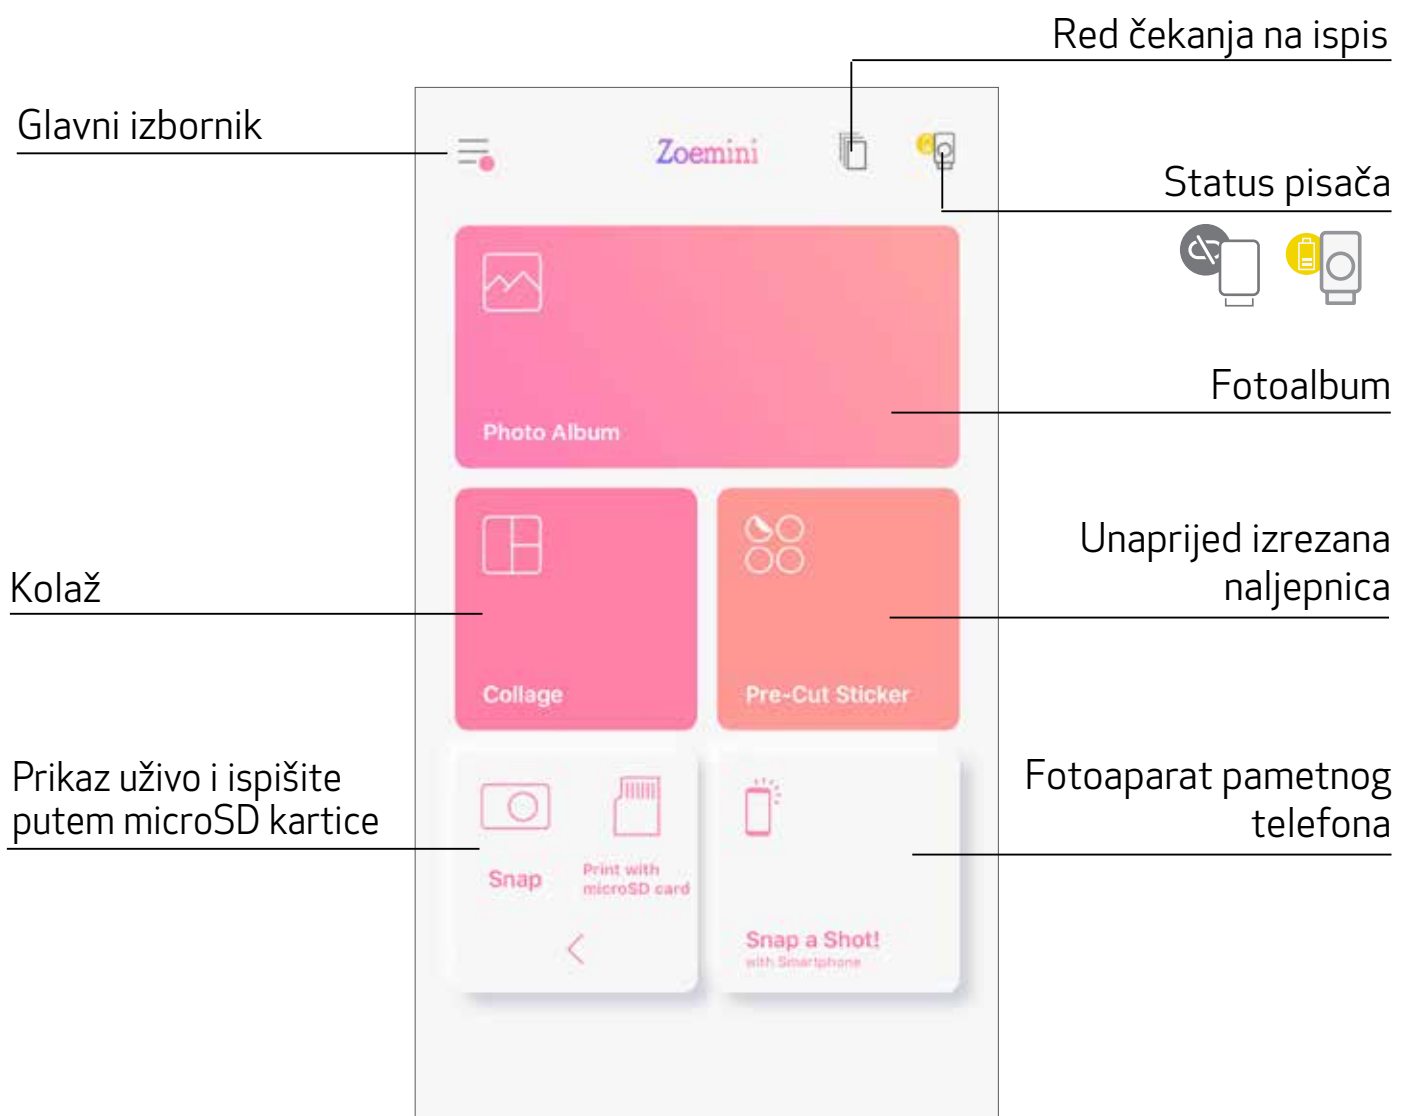 Red čekanja na ispis
Glavni izbornik
Zoemini
Status pisača
Fotoalbum
Photo Album
Unaprijed izrezana
naljepnica
Kolaž
Collage
Pre-Cut Sticker
Prikaz uživo i ispišite
putem microSD kartice
Fotoaparat pametnog
telefona
Snap
Print with
microSD card
Snap a Shot!
with Smartphone